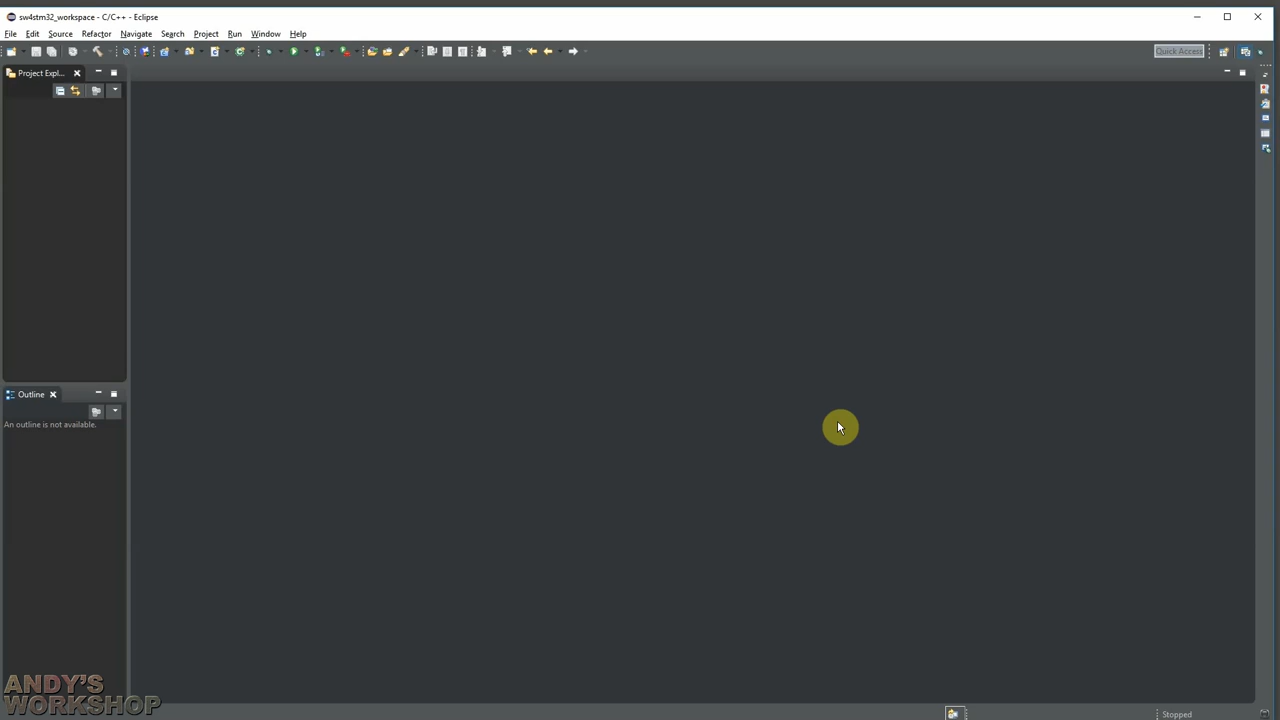 sw4stm32_workspace - C/C++ - Eclipse
File Edit Source Refactor Navigate Search Project Run Window Help
Quick Access
Project Expl...
Outline
An outline is not available.
ANDY'S
WORKSHOP
Stopped